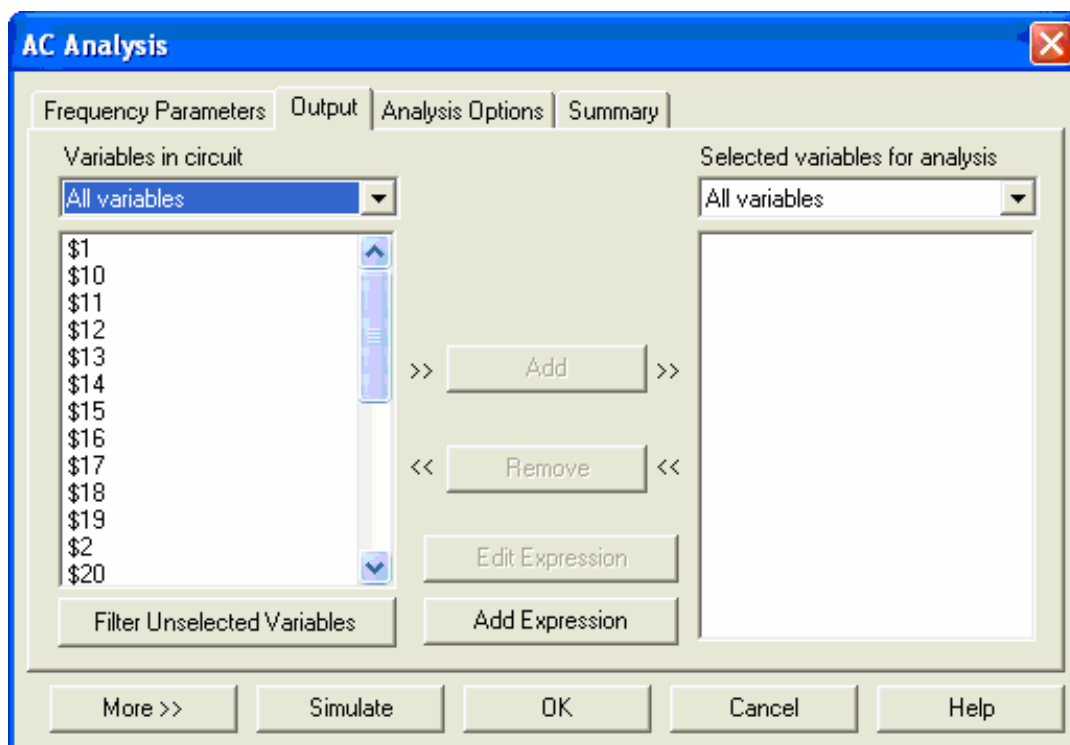 AC Analysis
Frequency Parameters Output Analysis Options Summary
Variables in circuit
All variables
$1
$10
$11
$12
$13
$14
$15
$16
$17
$18
$19
$2
$20
Filter Unselected Variables
>> Add >>
<< Remove <<
Edit Expression
Add Expression
Selected variables for analysis
All variables
More >> Simulate OK Cancel Help